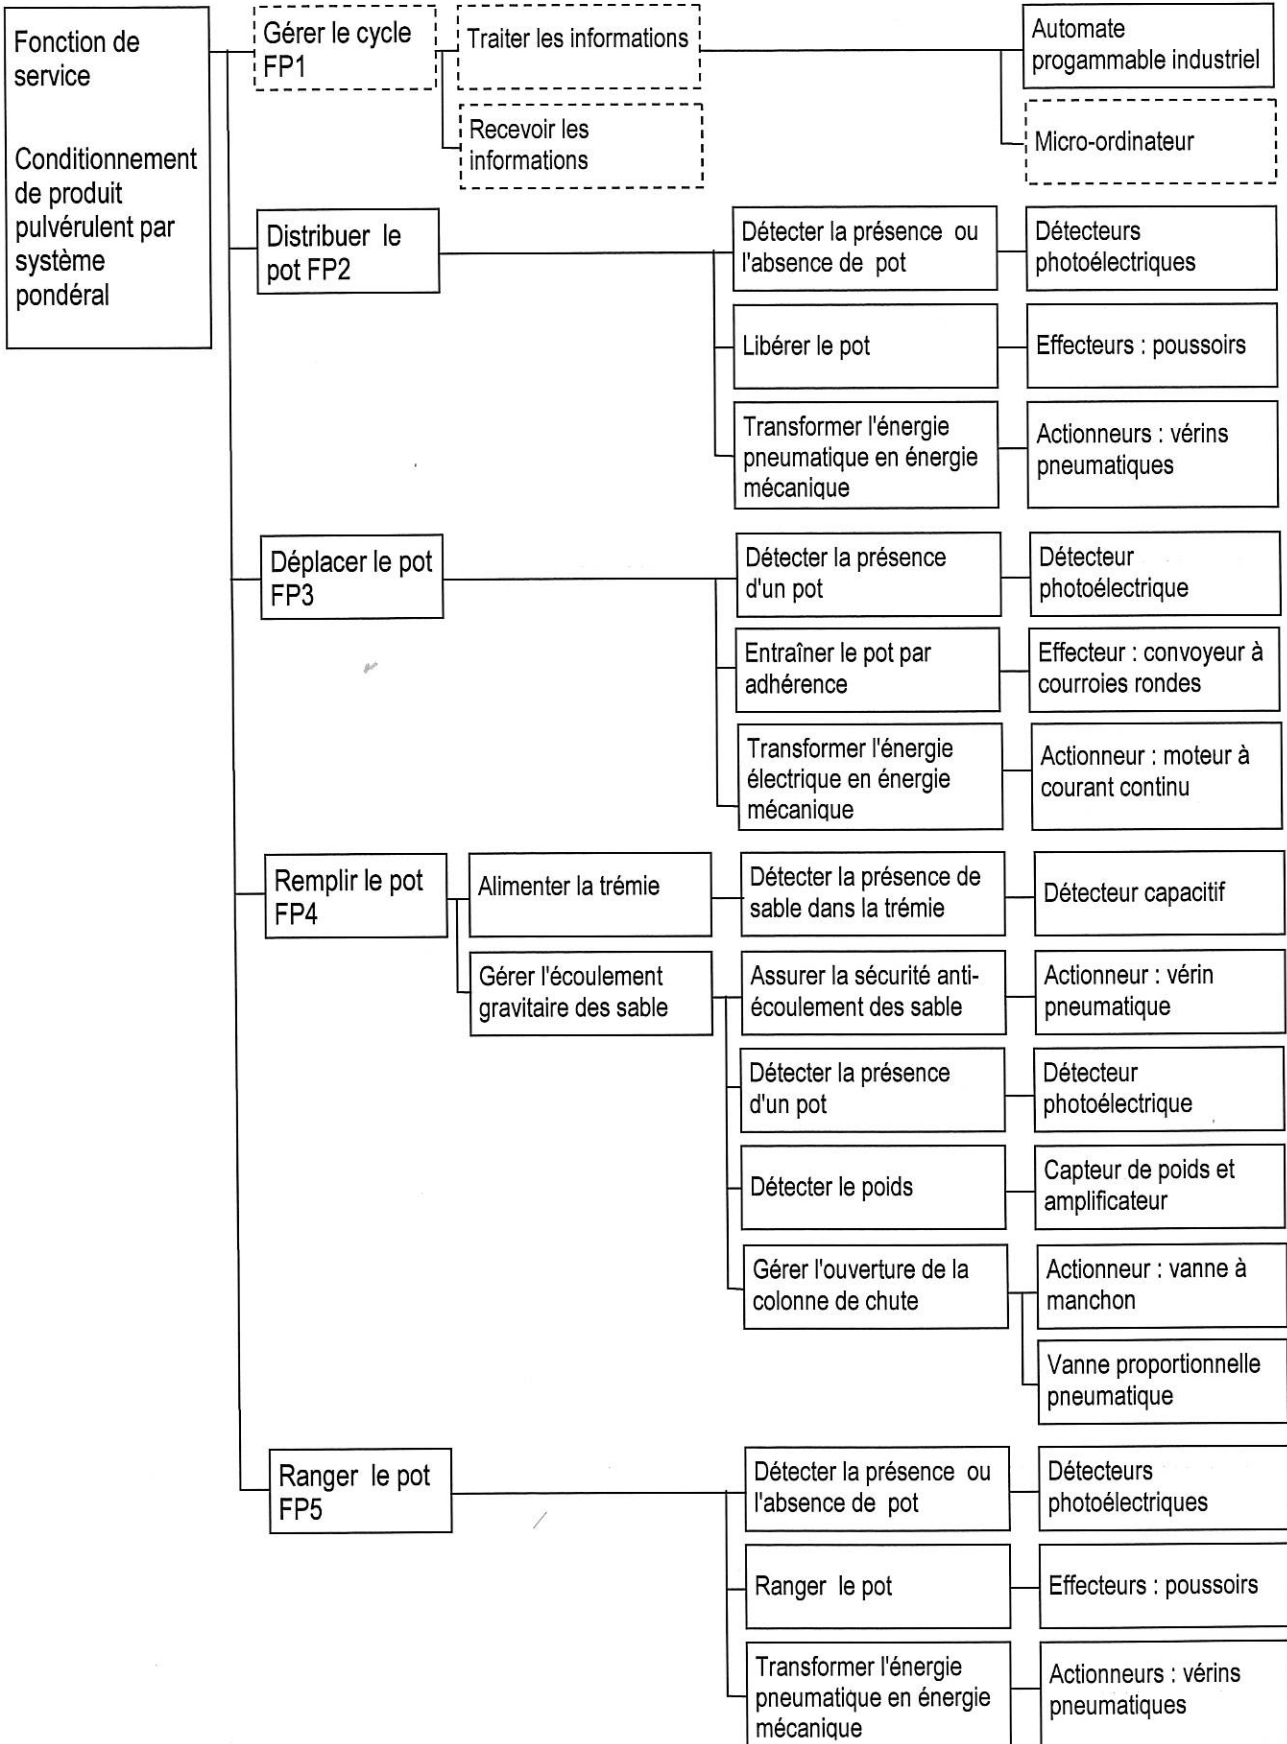 Fonction de
service
Conditionnement
de produit
pulvérulent par
système
pondéral
Gérer le cycle
FP1
Traiter les informations
Automate
progammable industriel
Recevoir les
informations
Micro-ordinateur
Distribuer le
pot FP2
Détecter la présence ou
l'absence de pot
Détecteurs
photoélectriques
Libérer le pot
Effecteurs : poussoirs
Transformer l'énergie
pneumatique en énergie
mécanique
Actionneurs : vérins
pneumatiques
Déplacer le pot
FP3
Détecter la présence
d'un pot
Détecteur
photoélectrique
Entraîner le pot par
adhérence
Effecteur : convoyeur à
courroies rondes
Transformer l'énergie
électrique en énergie
mécanique
Actionneur : moteur à
courant continu
Remplir le pot
FP4
Alimenter la trémie
Détecter la présence de
sable dans la trémie
Détecteur capacitif
Gérer l'écoulement
gravitaire des sable
Assurer la sécurité anti-
écoulement des sable
Actionneur : vérin
pneumatique
Détecter la présence
d'un pot
Détecteur
photoélectrique
Détecter le poids
Capteur de poids et
amplificateur
Gérer l'ouverture de la
colonne de chute
Actionneur : vanne à
manchon
Vanne proportionnelle
pneumatique
Ranger le pot
FP5
Détecter la présence ou
l'absence de pot
Détecteurs
photoélectriques
Ranger le pot
Effecteurs : poussoirs
Transformer l'énergie
pneumatique en énergie
mécanique
Actionneurs : vérins
pneumatiques